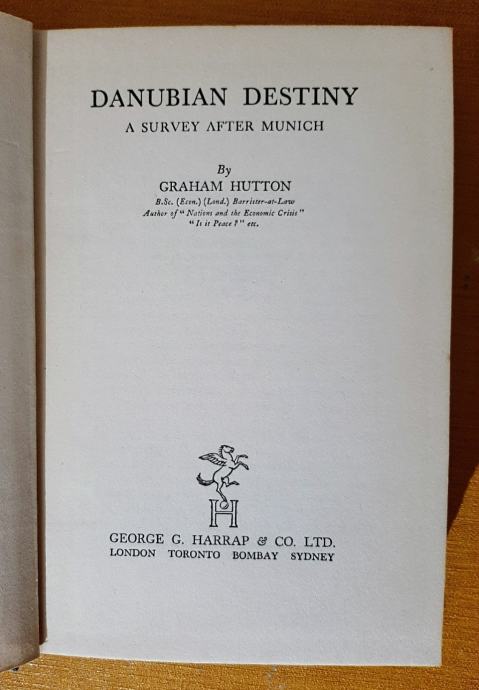 DANUBIAN DESTINY
A SURVEY AFTER MUNICH
By
GRAHAM HUTTON
B.Sc. (Econ.) (Lond.) Barrister-at-Law
Author of "Nations and the Economic Crisis"
"Is it Peace?" etc.
H
GEORGE G. HARRAP & CO. LTD.
LONDON TORONTO BOMBAY SYDNEY